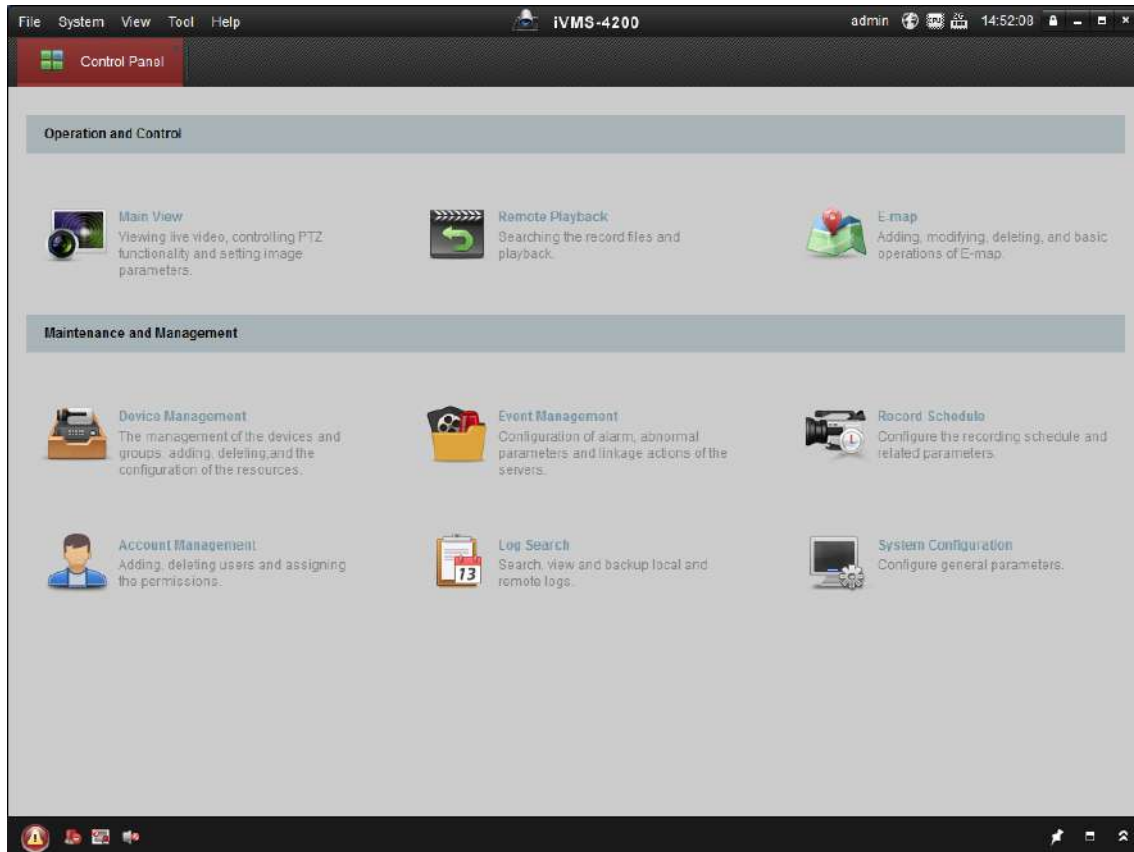 File System View Tool Help
iVMS-4200
admin 14:52:08
Control Panel
Operation and Control
Main View
Viewing live video, controlling PTZ
functionality and setting image
parameters.
Remote Playback
Searching the record files and
playback.
E-map
Adding, modifying, deleting, and basic
operations of E-map.
Maintenance and Management
Device Management
The management of the devices and
groups, adding, deleting,and the
configuration of the resources.
Event Management
Configuration of alarm, abnormal
parameters and linkage actions of the
servers.
Record Schedule
Configure the recording schedule and
related parameters.
Account Management
Adding, deleting users and assigning
the permissions.
13
Log Search
Search, view and backup local and
remote logs.
System Configuration
Configure general parameters.